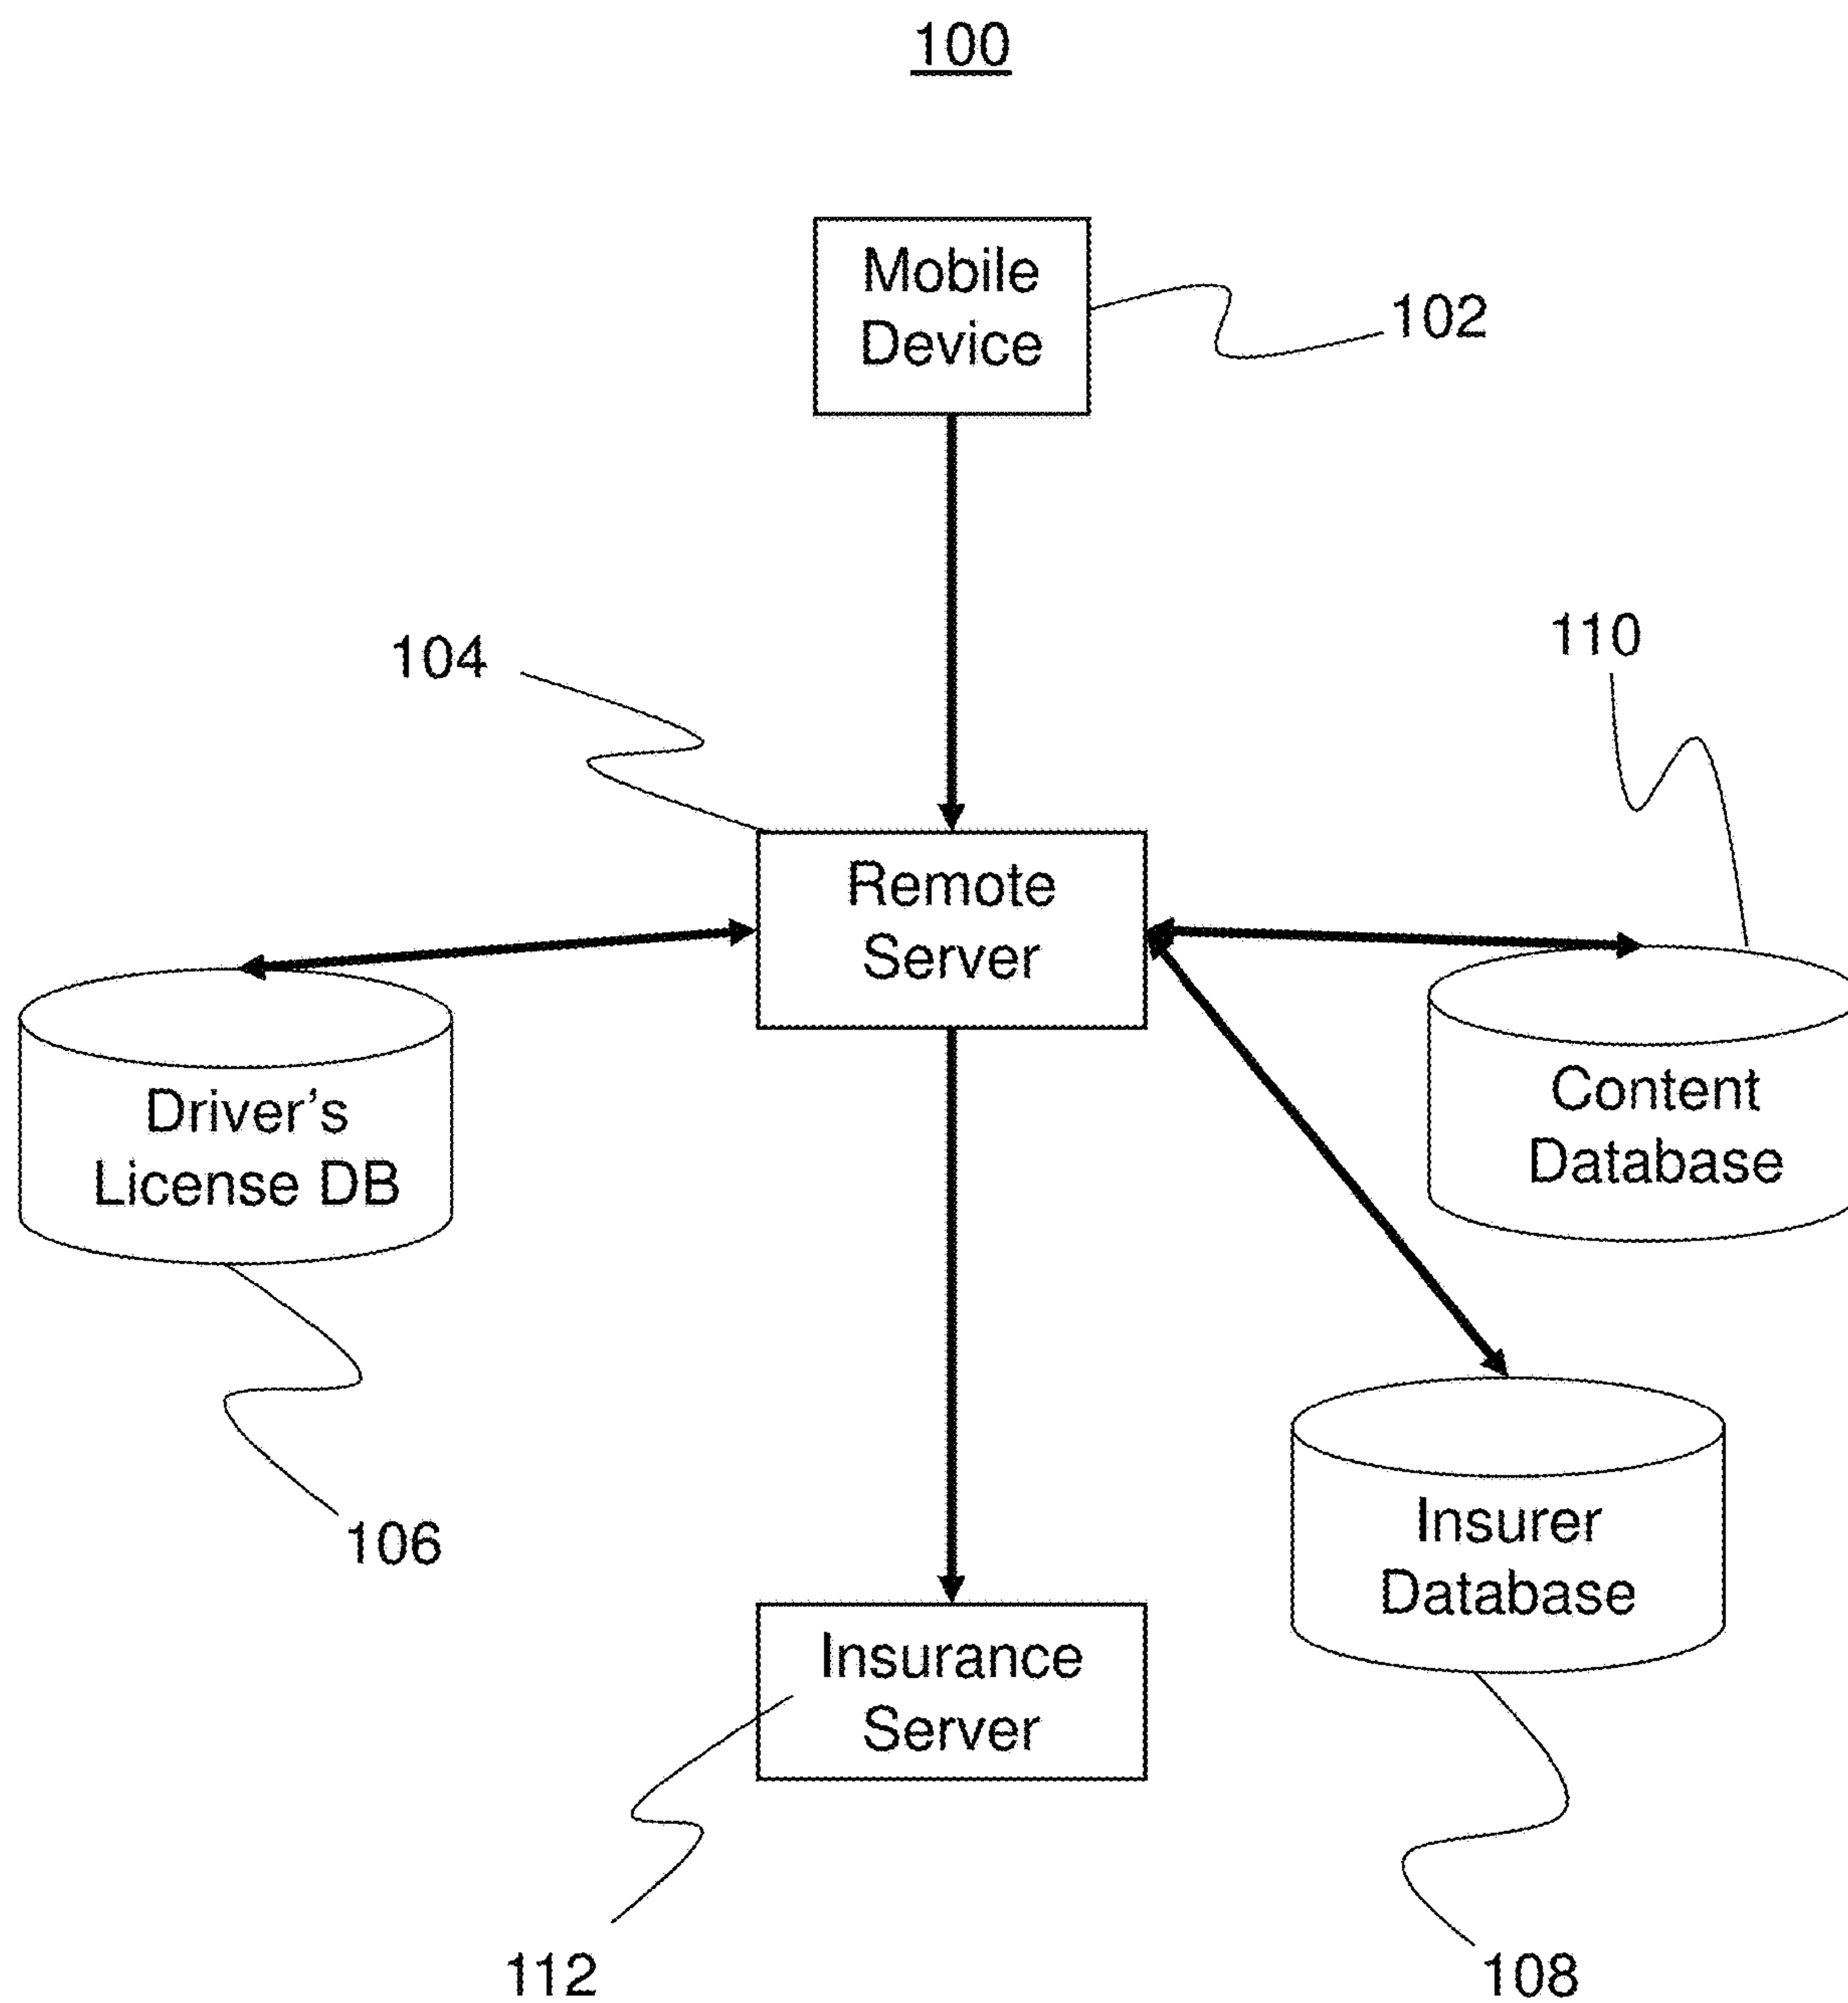 100
Mobile
Device
102
104
110
Remote
Server
Driver's
License DB
Content
Database
106
Insurer
Database
Insurance
Server
112
108